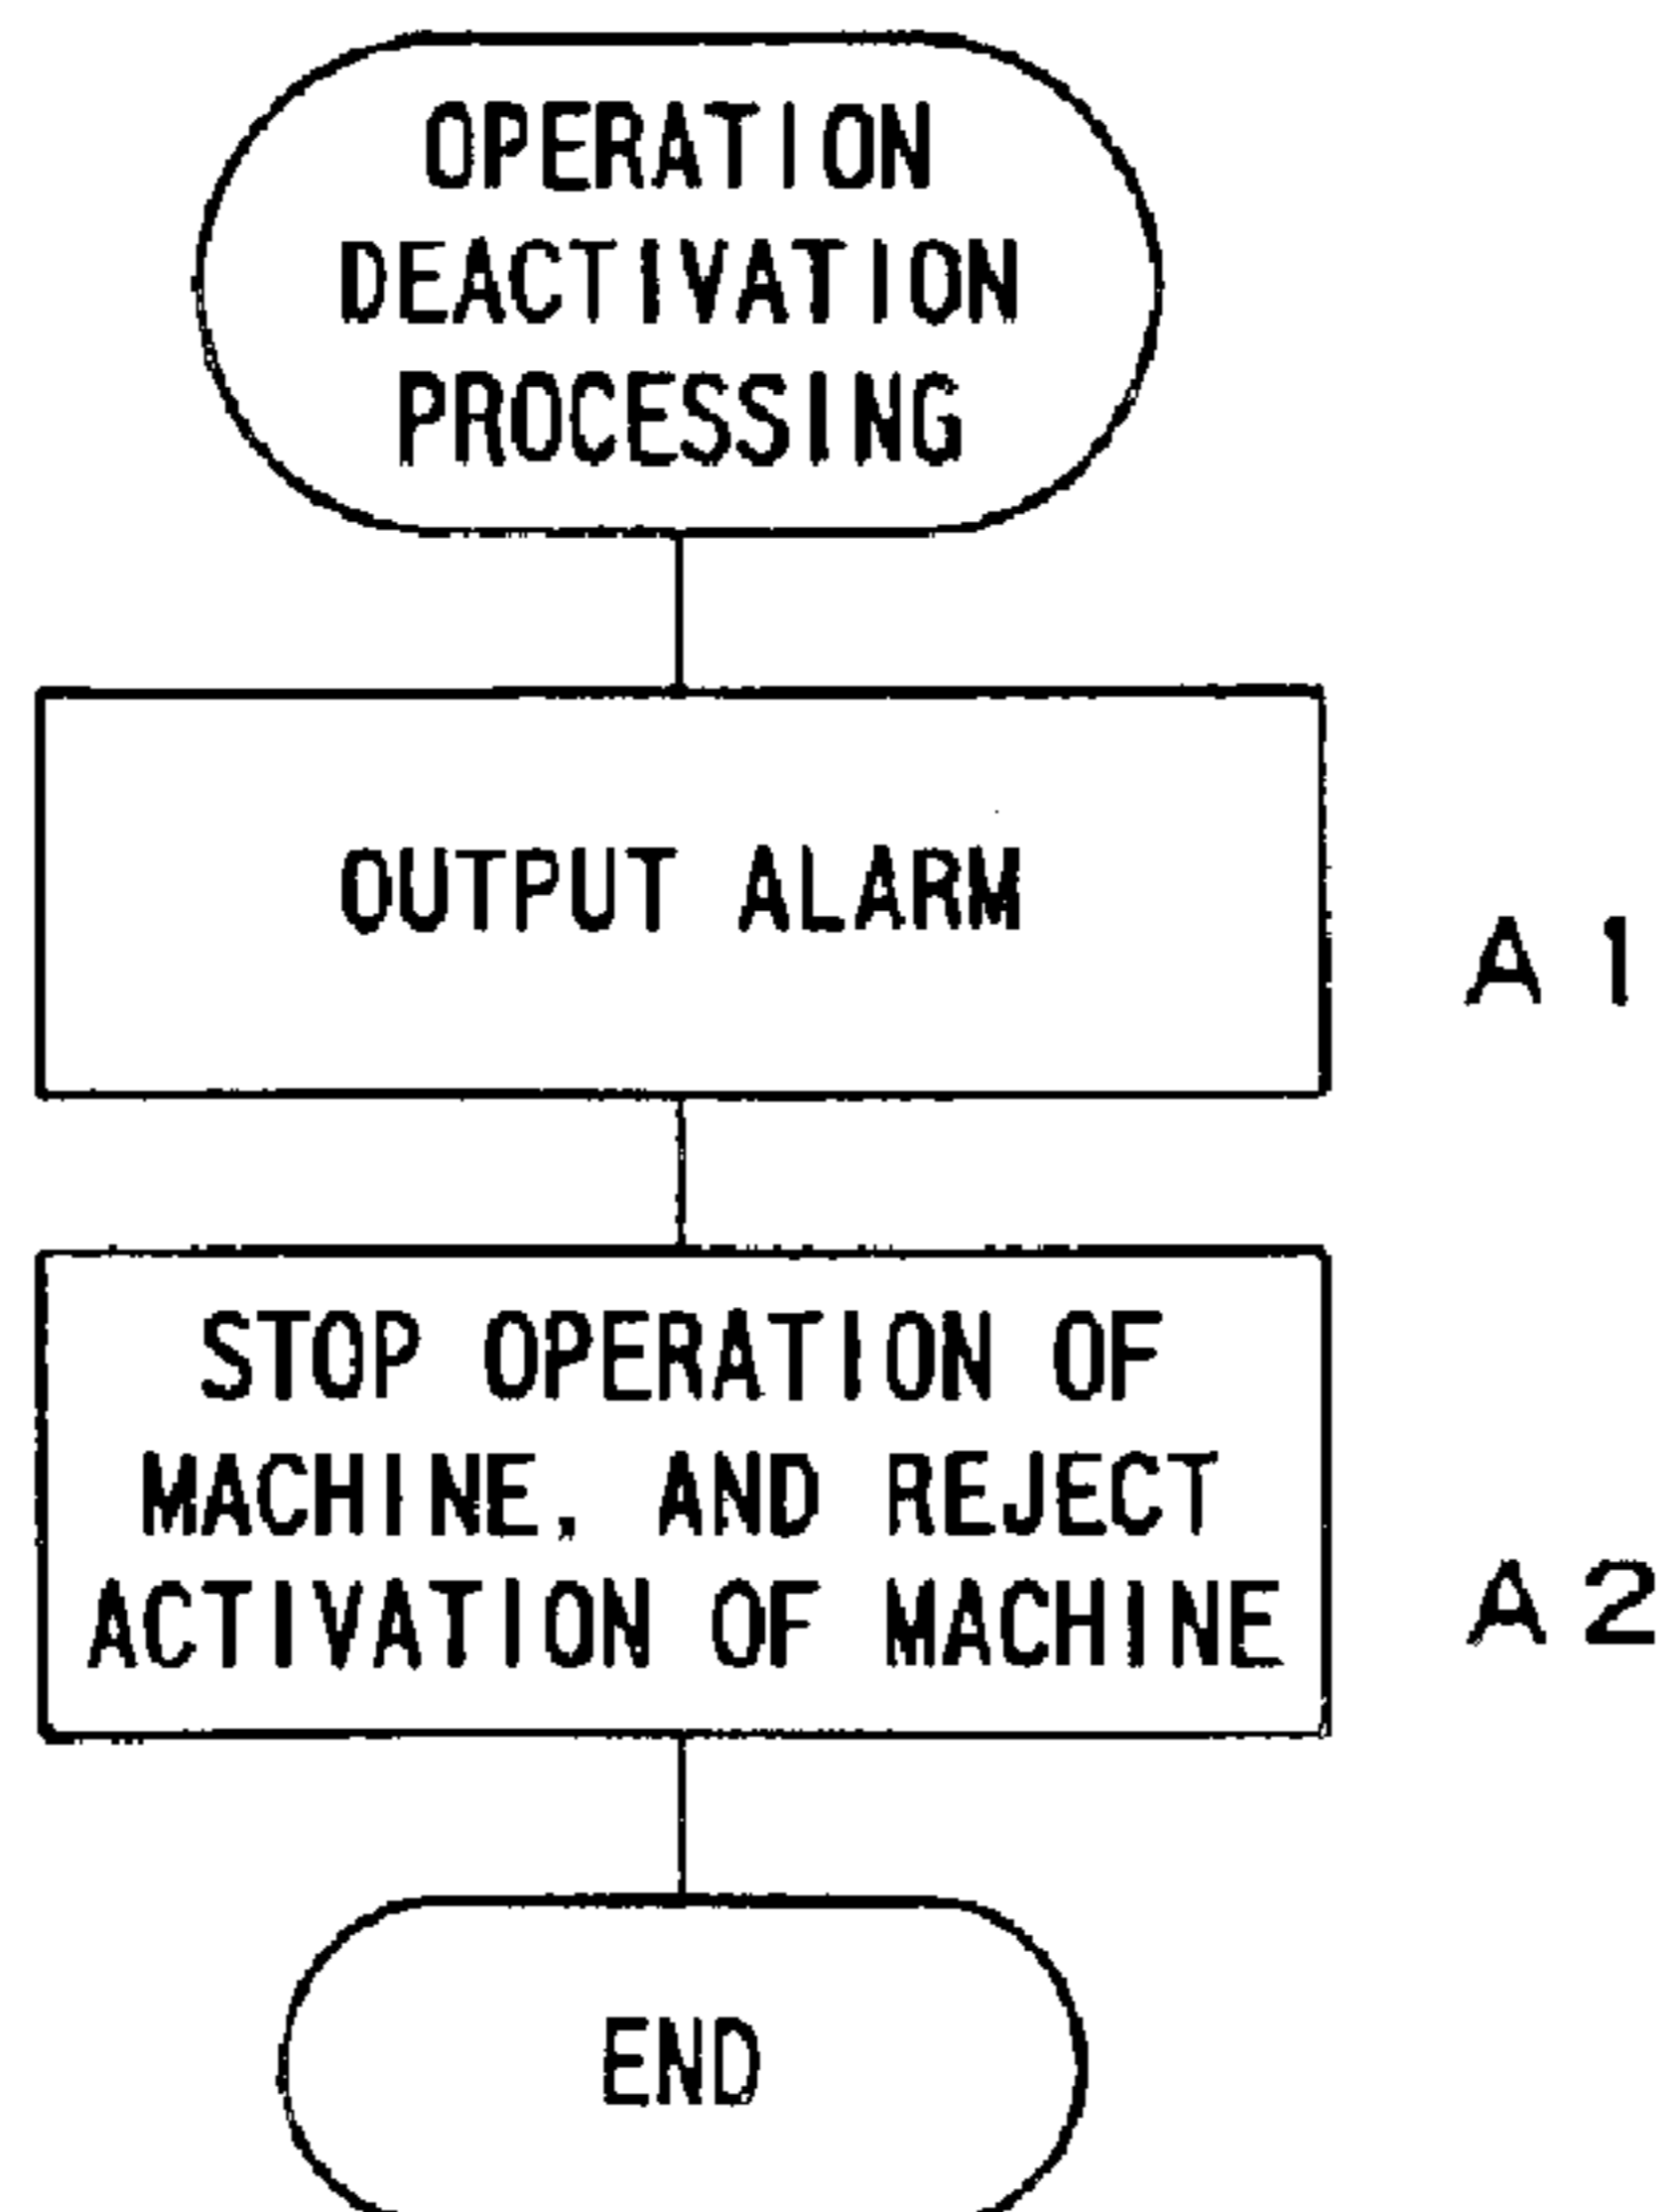 OPERATION
DEACTIVATION
PROCESSING
OUTPUT ALARM
A1
STOP OPERATION OF
MACHINE, AND REJECT
ACTIVATION OF MACHINE
A2
END